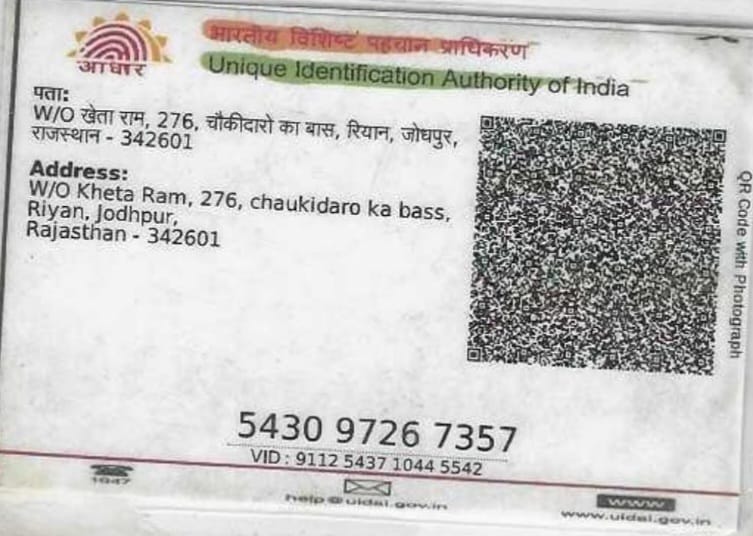 भारतीय विशिष्ट पहचान प्राधिकरण
आधार
Unique Identification Authority of India
पता:
W/O खेता राम, 276, चौकीदारो का बास, रियान, जोधपुर,
राजस्थान - 342601
Address:
W/O Kheta Ram, 276, chaukidaro ka bass,
Riyan, Jodhpur,
Rajasthan - 342601
QR Code with Photograph
5430 9726 7357
VID : 9112 5437 1044 5542
1947
help@uidai.gov.in
www
www.uidai.gov.in